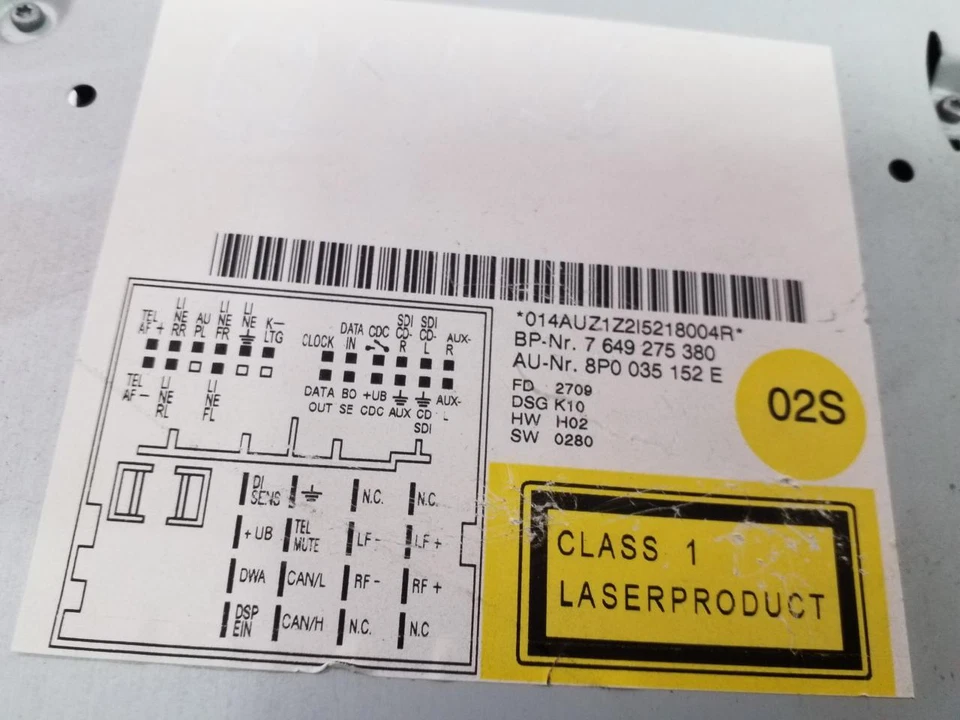 *014AUZ1Z2I5218004R*
BP-Nr. 7 649 275 380
AU-Nr. 8P0 035 152 E
FD 2709
DSG K10
HW H02
SW 0280
02S
TEL AF + LI NE RR AU PL LI NE FR LI NE K- LTG
TEL AF - LI NE RL LI NE FL
CLOCK DATA IN CDC SDI CD- R SDI CD- L AUX- R
DATA OUT BO SE +UB CDC AUX CD SDI AUX- L
DI SENS N.C. N.C.
+UB TEL MUTE LF - LF +
DWA CAN/L RF - RF +
DSP EIN CAN/H N.C. N.C
CLASS 1
LASERPRODUCT